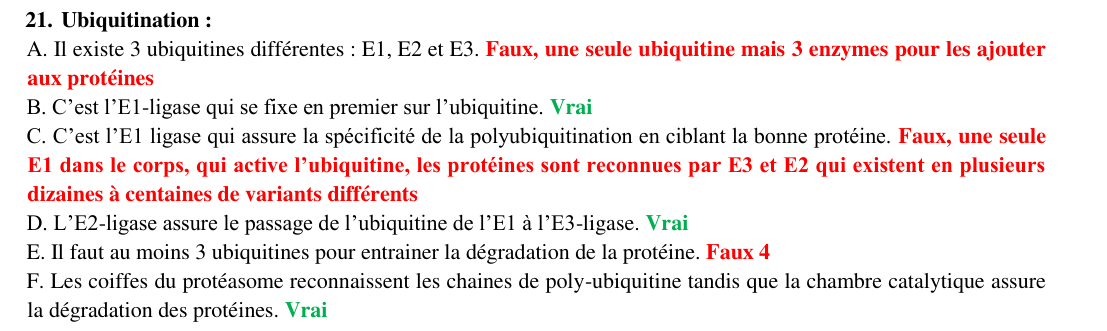 21. Ubiquitination :
A. Il existe 3 ubiquitines différentes : E1, E2 et E3. Faux, une seule ubiquitine mais 3 enzymes pour les ajouter
aux protéines
B. C’est l’E1-ligase qui se fixe en premier sur l’ubiquitine. Vrai
C. C’est l’E1 ligase qui assure la spécificité de la polyubiquitination en ciblant la bonne protéine. Faux, une seule
E1 dans le corps, qui active l’ubiquitine, les protéines sont reconnues par E3 et E2 qui existent en plusieurs
dizaines à centaines de variants différents
D. L’E2-ligase assure le passage de l’ubiquitine de l’E1 à l’E3-ligase. Vrai
E. Il faut au moins 3 ubiquitines pour entrainer la dégradation de la protéine. Faux 4
F. Les coiffes du protéasome reconnaissent les chaines de poly-ubiquitine tandis que la chambre catalytique assure
la dégradation des protéines. Vrai